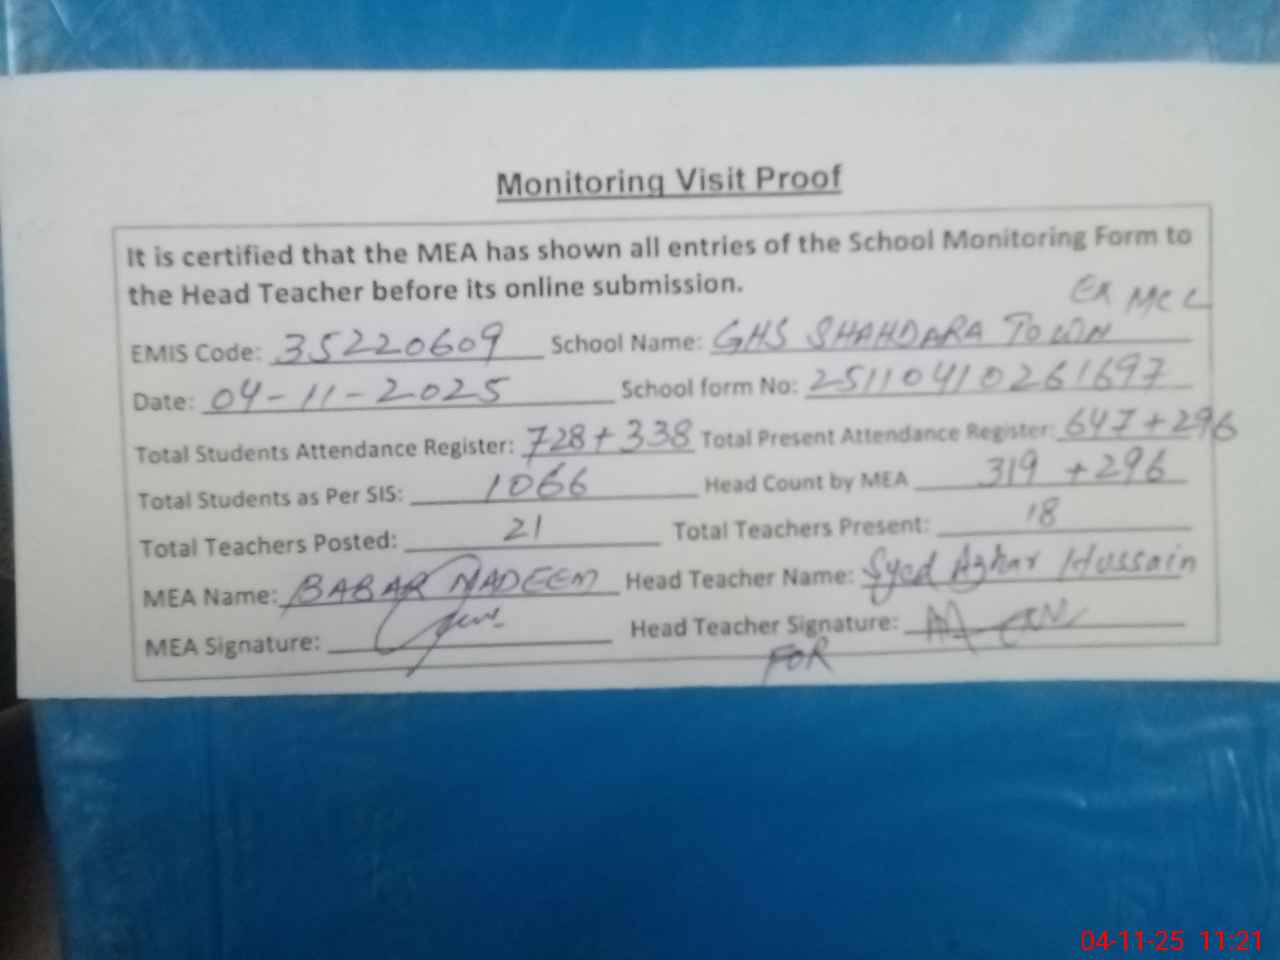 Monitoring Visit Proof
It is certified that the MEA has shown all entries of the School Monitoring Form to
the Head Teacher before its online submission.
EX MCL
EMIS Code: 35220609 School Name: GHS SHAHDARA TOWN
Date: 04-11-2025 School form No: 25110410261697
Total Students Attendance Register: 728+338 Total Present Attendance Register: 647+296
Total Students as Per SIS: 1066 Head Count by MEA 319 +296
Total Teachers Posted: 21 Total Teachers Present: 18
MEA Name: BABAR NADEEM Head Teacher Name: Syed Azhar Hussain
MEA Signature: Head Teacher Signature:
FOR
04-11-25 11:21